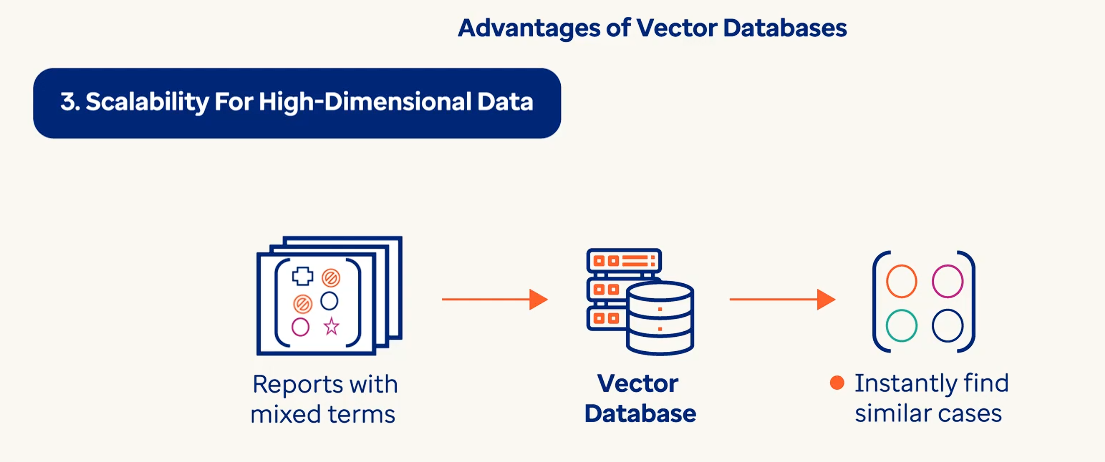 Advantages of Vector Databases
3. Scalability For High-Dimensional Data
Reports with
mixed terms
Vector
Database
Instantly find
similar cases